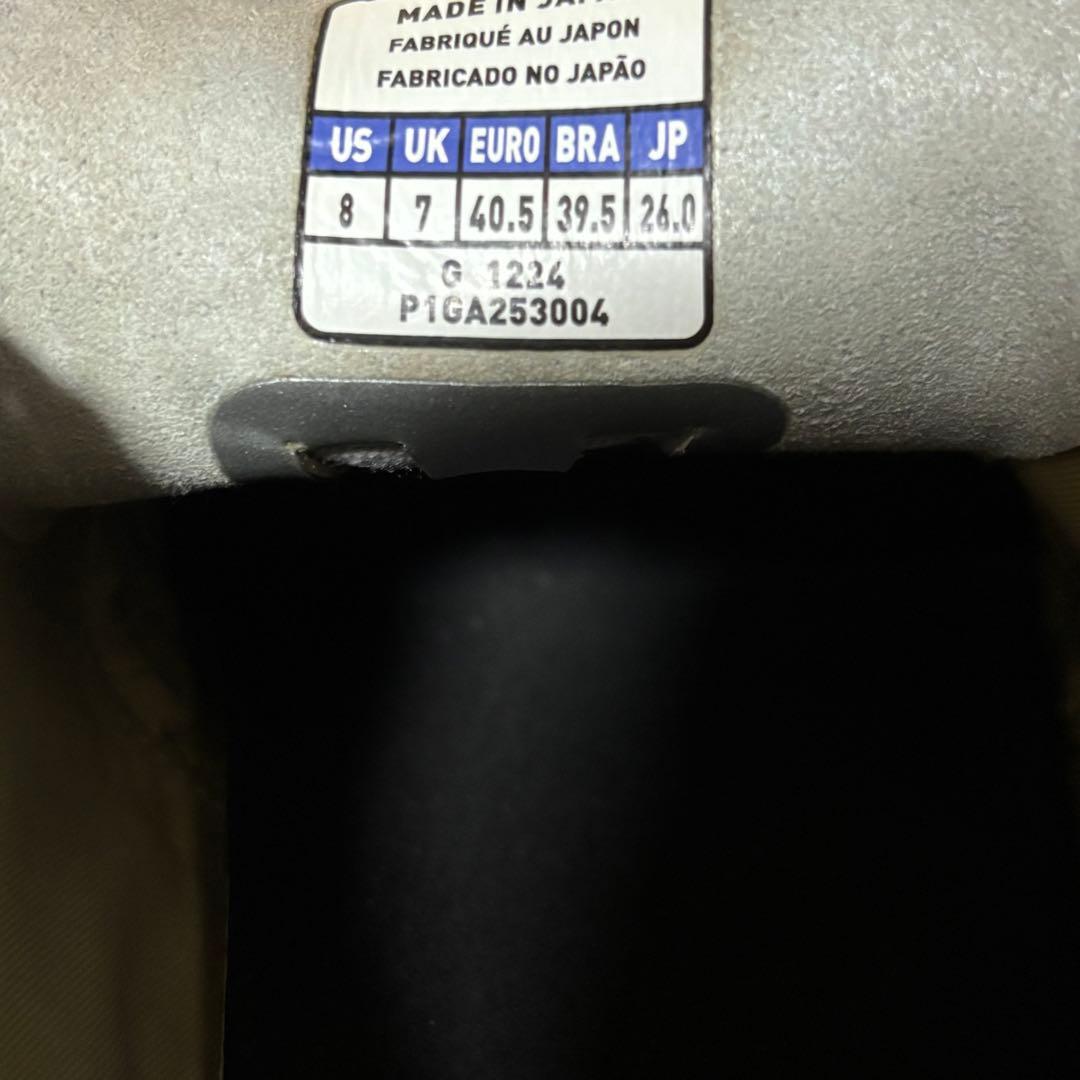 MADE IN
FABRIQUÉ AU JAPON
FABRICADO NO JAPÃO
US UK EURO BRA JP
8 7 40.5 39.5 26.0
G 1224
P1GA253004